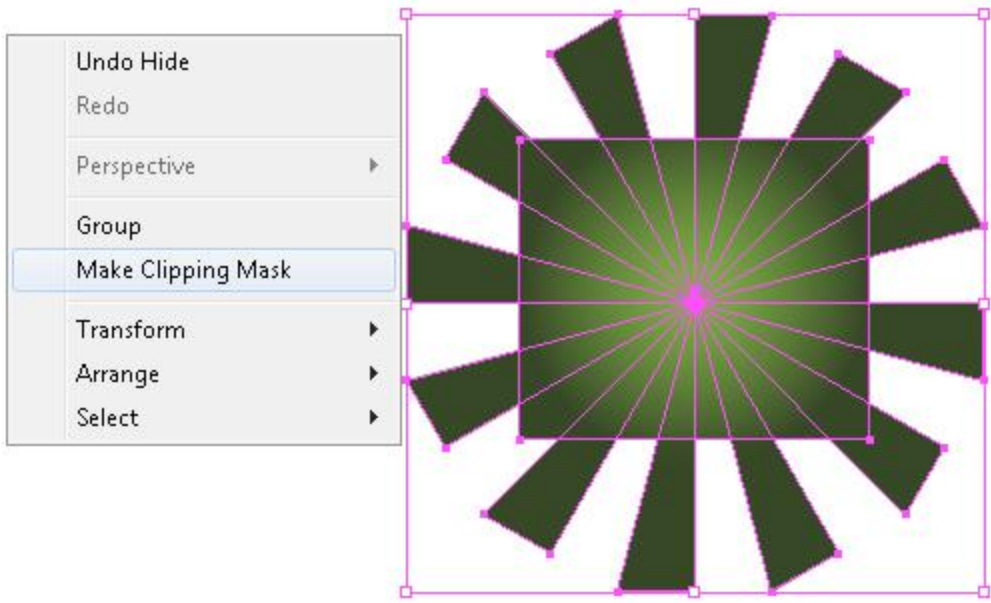 Undo Hide
Redo
Perspective
Group
Make Clipping Mask
Transform
Arrange
Select